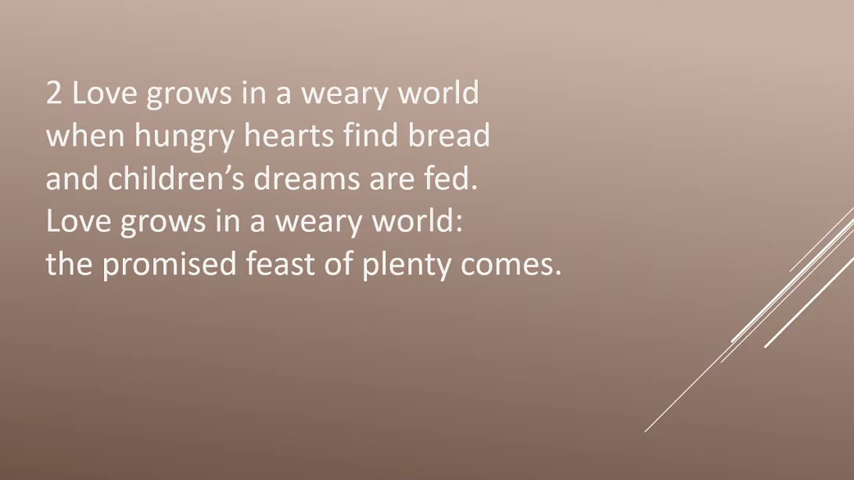 2 Love grows in a weary world
when hungry hearts find bread
and children’s dreams are fed.
Love grows in a weary world:
the promised feast of plenty comes.